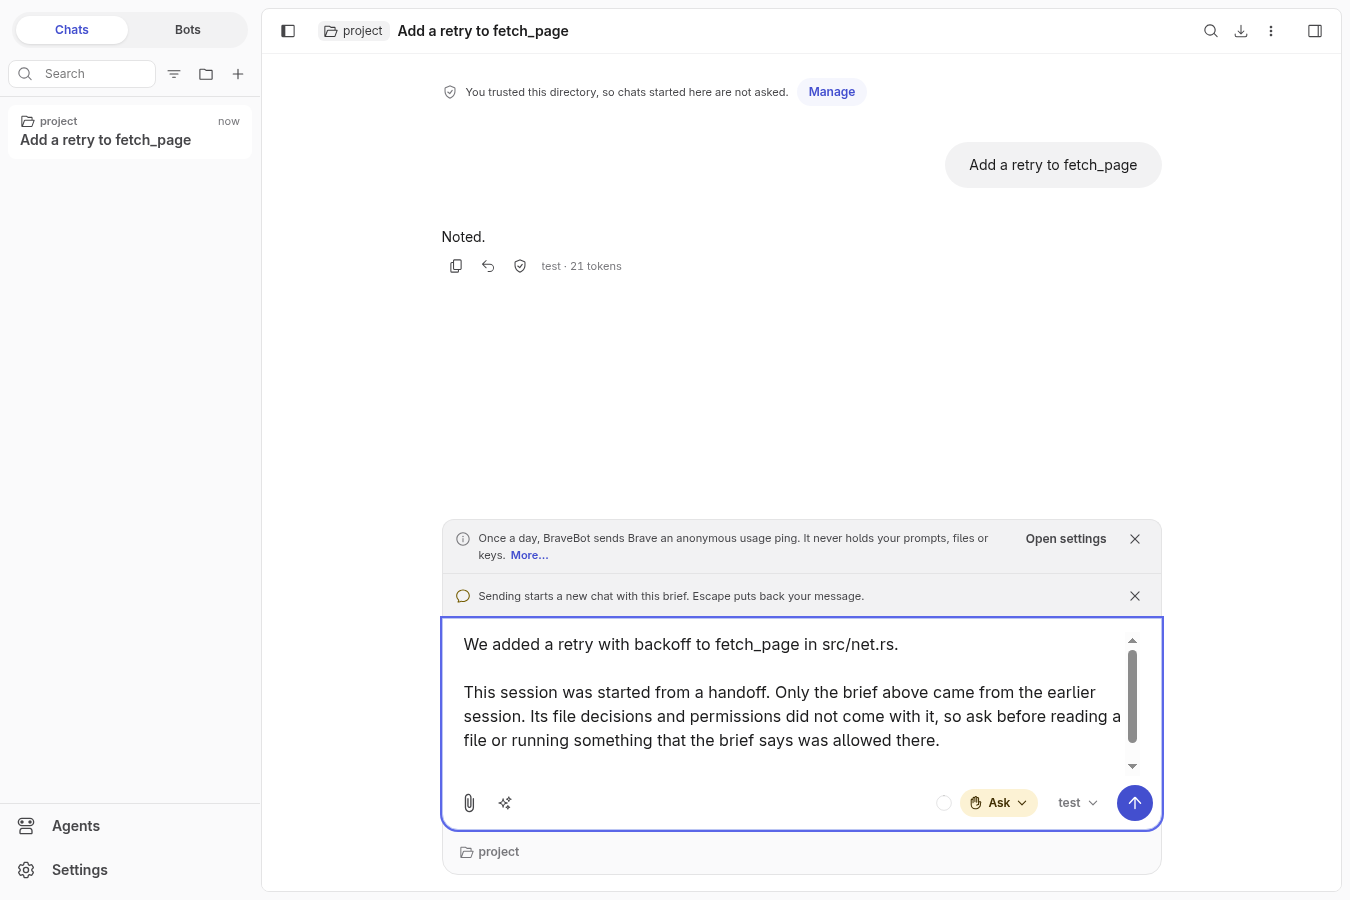 Chats
Bots
Search
project
now
Add a retry to fetch_page
Agents
Settings
project
Add a retry to fetch_page
You trusted this directory, so chats started here are not asked.
Manage
Add a retry to fetch_page
Noted.
test · 21 tokens
Once a day, BraveBot sends Brave an anonymous usage ping. It never holds your prompts, files or
keys. More...
Open settings
Sending starts a new chat with this brief. Escape puts back your message.
We added a retry with backoff to fetch_page in src/net.rs.
This session was started from a handoff. Only the brief above came from the earlier
session. Its file decisions and permissions did not come with it, so ask before reading a
file or running something that the brief says was allowed there.
Ask
test
project